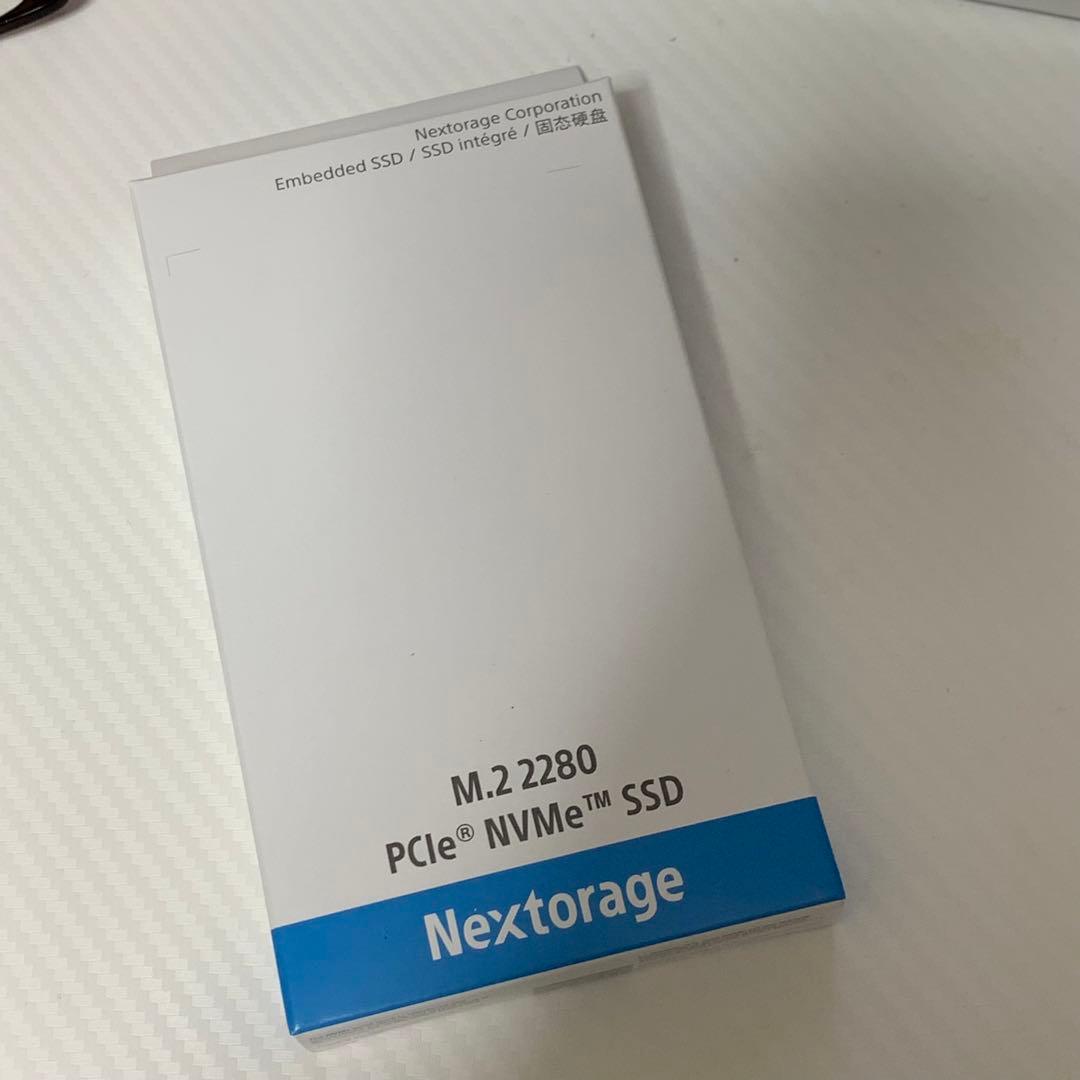 Nextorage Corporation
Embedded SSD / SSD intégré / 固态硬盘
M.2 2280
PCIe® NVMe™ SSD
Nextorage